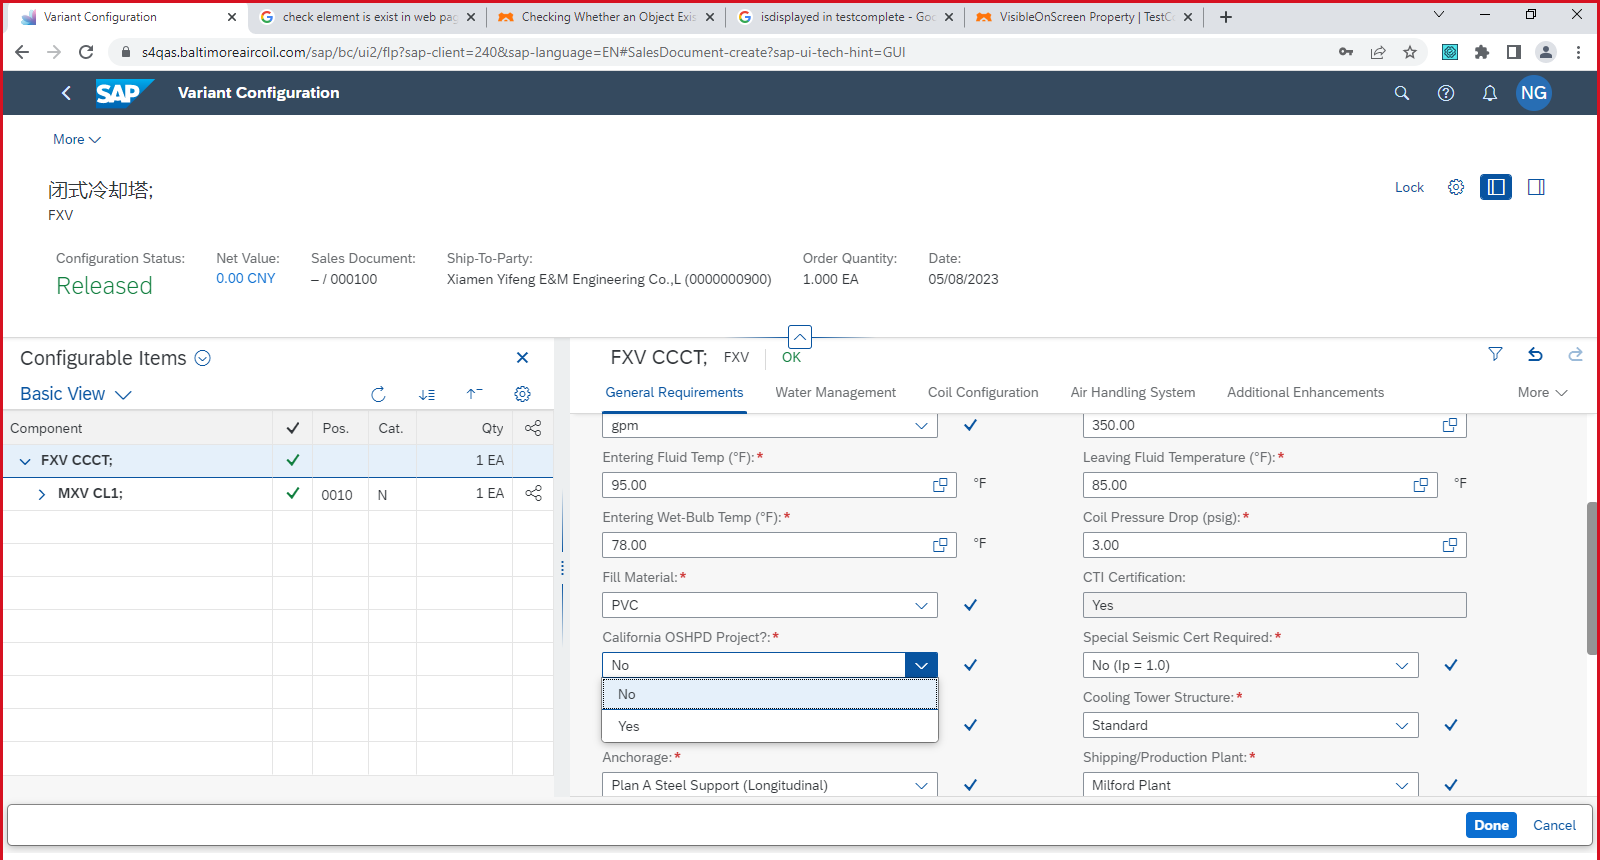 Variant Configuration
check element is exist in web pag
Checking Whether an Object Exis
isdisplayed in testcomplete - Goo
VisibleOnScreen Property | TestCo
s4qas.baltimoreaircoil.com/sap/bc/ui2/flp?sap-client=240&sap-language=EN#SalesDocument-create?sap-ui-tech-hint=GUI
SAP
Variant Configuration
NG
More
闭式冷却塔;
FXV
Lock
Configuration Status:
Released
Net Value:
0.00 CNY
Sales Document:
– / 000100
Ship-To-Party:
Xiamen Yifeng E&M Engineering Co.,L (0000000900)
Order Quantity:
1.000 EA
Date:
05/08/2023
Configurable Items
Basic View
Component Pos. Cat. Qty
FXV CCCT; 1 EA
MXV CL1; 0010 N 1 EA
FXV CCCT; FXV OK
General Requirements Water Management Coil Configuration Air Handling System Additional Enhancements More
gpm
350.00
Entering Fluid Temp (°F):*
95.00 °F
Leaving Fluid Temperature (°F):*
85.00 °F
Entering Wet-Bulb Temp (°F):*
78.00 °F
Coil Pressure Drop (psig):*
3.00
Fill Material:*
PVC
CTI Certification:
Yes
California OSHPD Project?:*
No
No
Yes
Special Seismic Cert Required:*
No (Ip = 1.0)
Cooling Tower Structure:*
Standard
Anchorage:*
Plan A Steel Support (Longitudinal)
Shipping/Production Plant:*
Milford Plant
Done Cancel